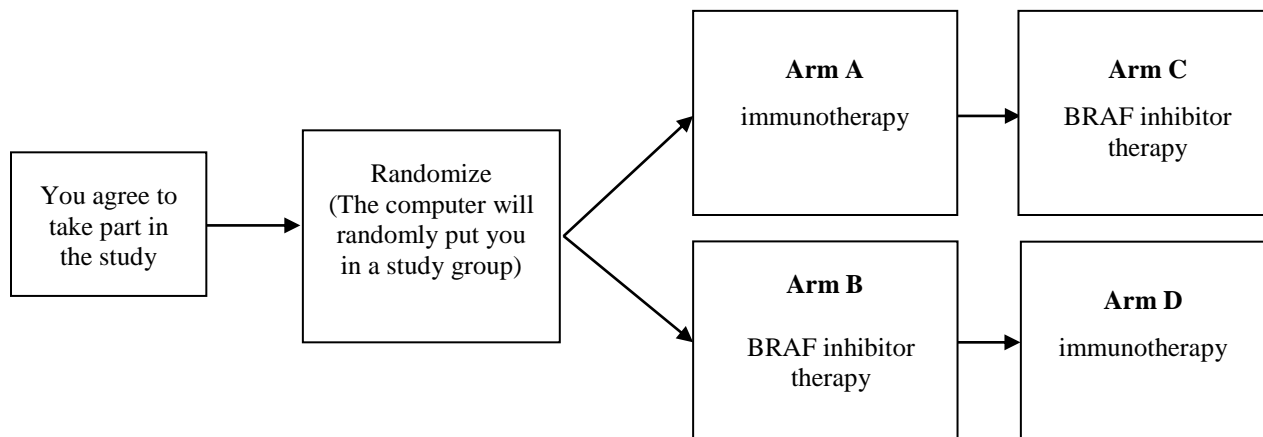 You agree to
take part in
the study
Randomize
(The computer will
randomly put you
in a study group)
Arm A
immunotherapy
Arm C
BRAF inhibitor
therapy
Arm B
BRAF inhibitor
therapy
Arm D
immunotherapy